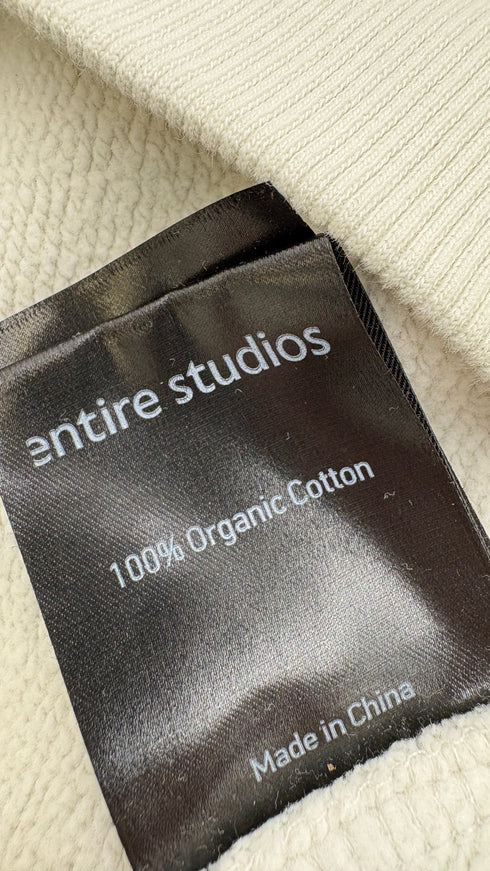 entire studios
100% Organic Cotton
Made in China